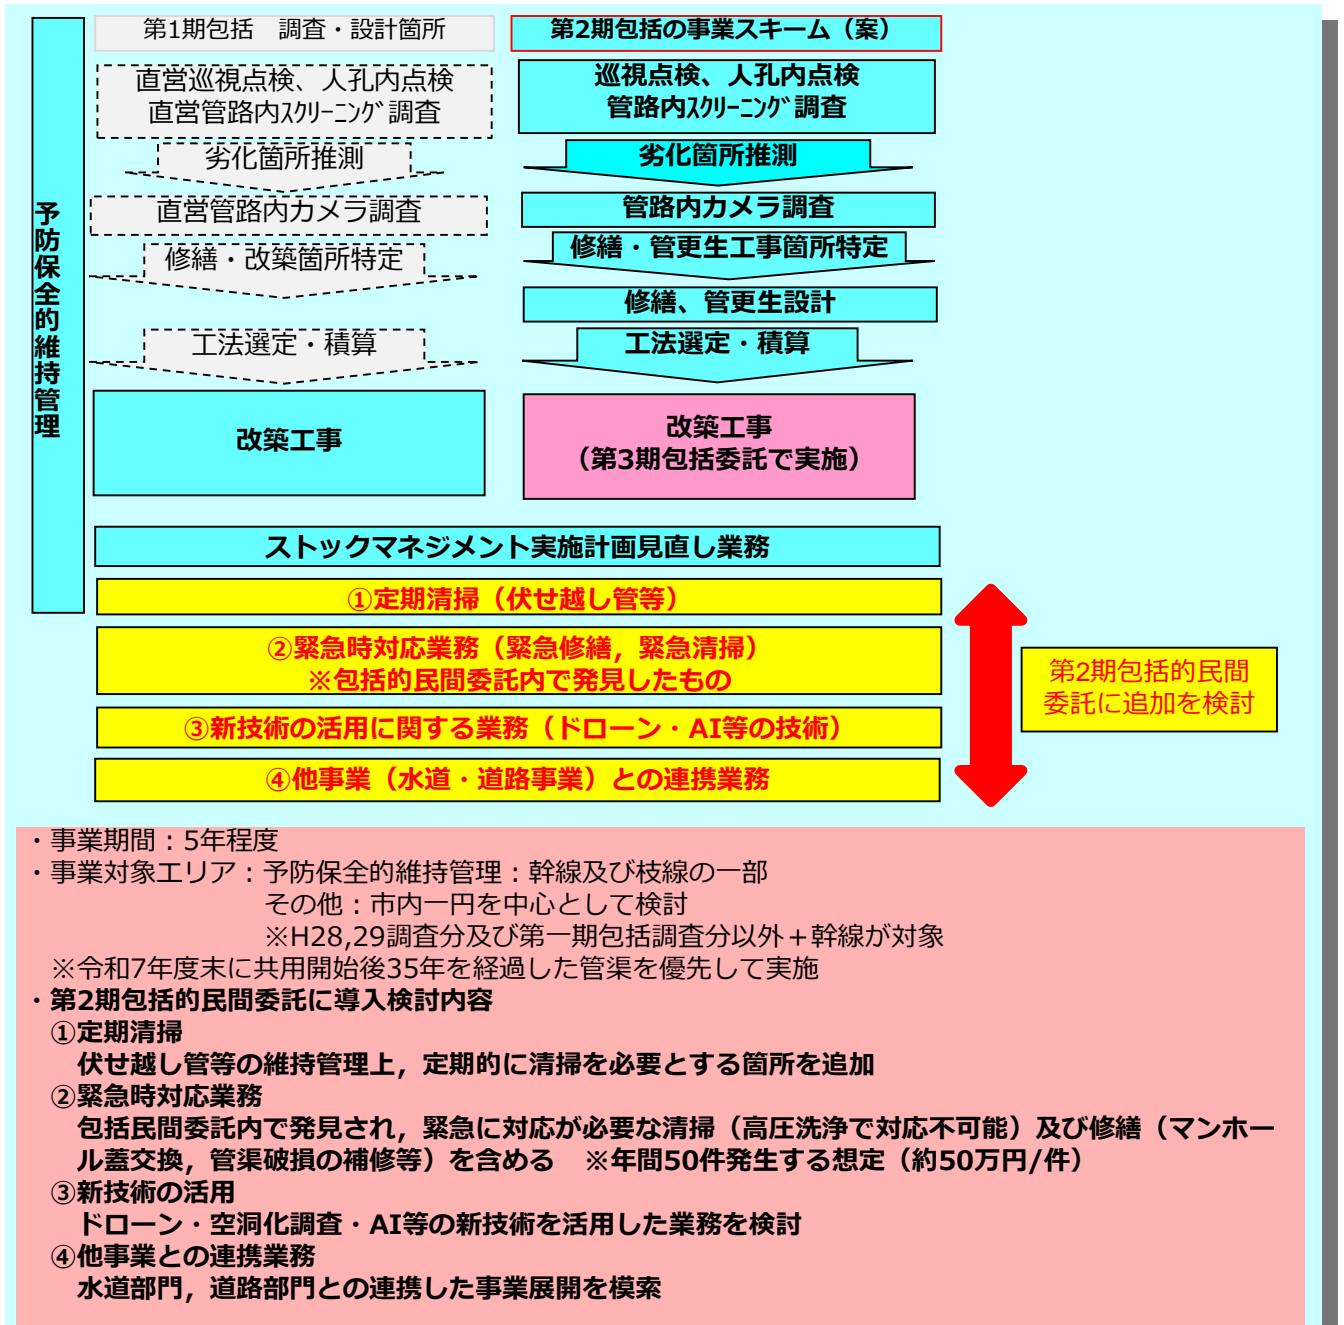 予防保全的維持管理
第1期包括　調査・設計箇所
直営巡視点検、人孔内点検
直営管路内ｽｸﾘｰﾆﾝｸﾞ調査
劣化箇所推測
直営管路内カメラ調査
修繕・改築箇所特定
工法選定・積算
改築工事
第2期包括の事業スキーム（案）
巡視点検、人孔内点検
管路内ｽｸﾘｰﾆﾝｸﾞ調査
劣化箇所推測
管路内カメラ調査
修繕・管更生工事箇所特定
修繕、管更生設計
工法選定・積算
改築工事
（第3期包括委託で実施）
ストックマネジメント実施計画見直し業務
①定期清掃（伏せ越し管等）
②緊急時対応業務（緊急修繕，緊急清掃）
※包括的民間委託内で発見したもの
③新技術の活用に関する業務（ドローン・AI等の技術）
④他事業（水道・道路事業）との連携業務
第2期包括的民間
委託に追加を検討
・事業期間：5年程度
・事業対象エリア：予防保全的維持管理：幹線及び枝線の一部
その他：市内一円を中心として検討
※H28,29調査分及び第一期包括調査分以外＋幹線が対象
※令和7年度末に共用開始後35年を経過した管渠を優先して実施
・第2期包括的民間委託に導入検討内容
①定期清掃
伏せ越し管等の維持管理上，定期的に清掃を必要とする箇所を追加
②緊急時対応業務
包括民間委託内で発見され，緊急に対応が必要な清掃（高圧洗浄で対応不可能）及び修繕（マンホー
ル蓋交換，管渠破損の補修等）を含める　※年間50件発生する想定（約50万円/件）
③新技術の活用
ドローン・空洞化調査・AI等の新技術を活用した業務を検討
④他事業との連携業務
水道部門，道路部門との連携した事業展開を模索